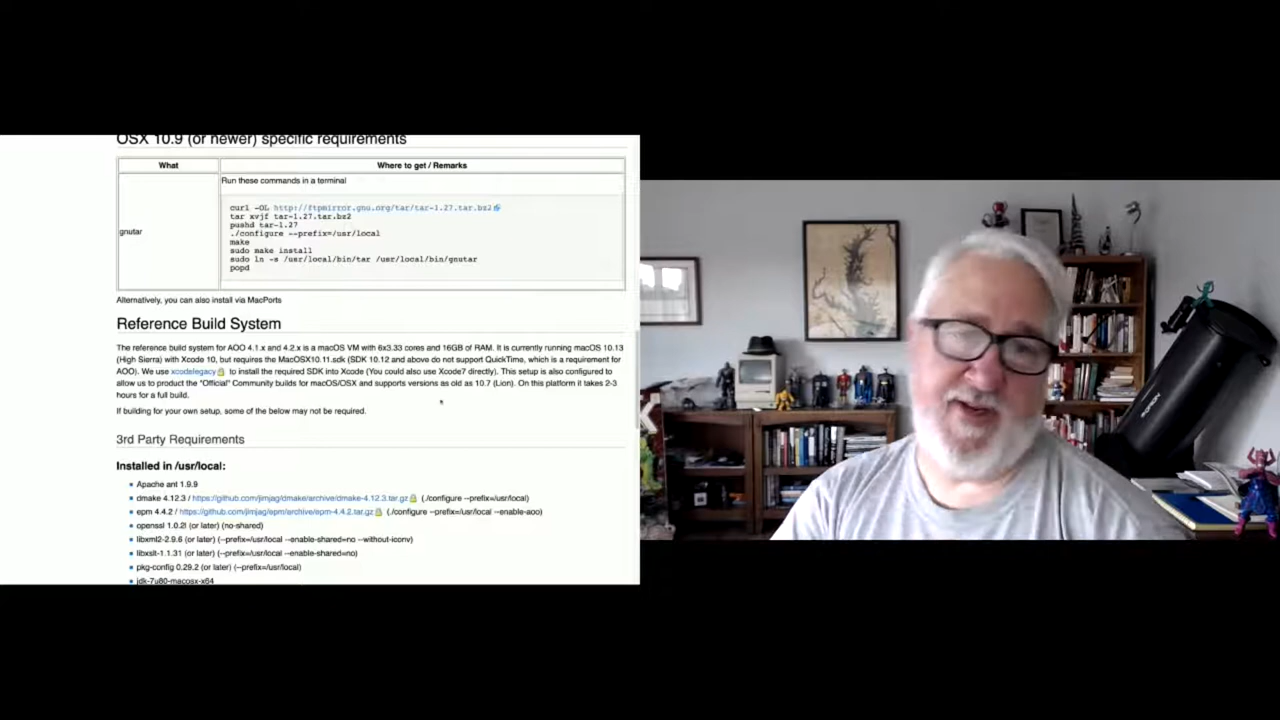 OSX 10.9 (or newer) specific requirements
What Where to get / Remarks
Run these commands in a terminal
gnutar
curl -OL http://ftpmirror.gnu.org/tar/tar-1.27.tar.bz2
tar xvjf tar-1.27.tar.bz2
pushd tar-1.27
./configure --prefix=/usr/local
make
sudo make install
sudo ln -s /usr/local/bin/tar /usr/local/bin/gnutar
popd
Alternatively, you can also install via MacPorts
Reference Build System
The reference build system for AOO 4.1.x and 4.2.x is a macOS VM with 6x3.33 cores and 16GB of RAM. It is currently running macOS 10.13
(High Sierra) with Xcode 10, but requires the MacOSX10.11.sdk (SDK 10.12 and above do not support QuickTime, which is a requirement for
AOO). We use xcodelegacy to install the required SDK into Xcode (You could also use Xcode7 directly). This setup is also configured to
allow us to product the "Official" Community builds for macOS/OSX and supports versions as old as 10.7 (Lion). On this platform it takes 2-3
hours for a full build.
If building for your own setup, some of the below may not be required.
3rd Party Requirements
Installed in /usr/local:
Apache ant 1.9.9
dmake 4.12.3 / https://github.com/jimjag/dmake/archive/dmake-4.12.3.tar.gz (./configure --prefix=/usr/local)
epm 4.4.2 / https://github.com/jimjag/epm/archive/epm-4.4.2.tar.gz (./configure --prefix=/usr/local --enable-aoo)
openssl 1.0.2l (or later) (no-shared)
libxml2-2.9.6 (or later) (--prefix=/usr/local --enable-shared=no --without-iconv)
libxslt-1.1.31 (or later) (--prefix=/usr/local --enable-shared=no)
pkg-config 0.29.2 (or later) (--prefix=/usr/local)
jdk-7u80-macosx-x64
ORION